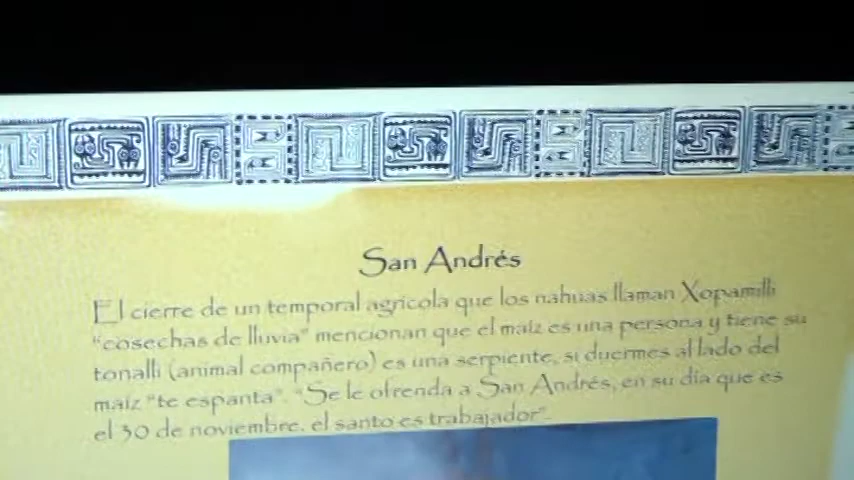 San Andrés
El cierre de un temporal agrícola que los nahuas llaman Xopamilli
“cosechas de lluvia” mencionan que el maíz es una persona y tiene su
tonalli (animal compañero) es una serpiente, si duermes al lado del
maíz “te espanta”. “Se le ofrenda a San Andrés, en su día que es
el 30 de noviembre, el santo es trabajador”.